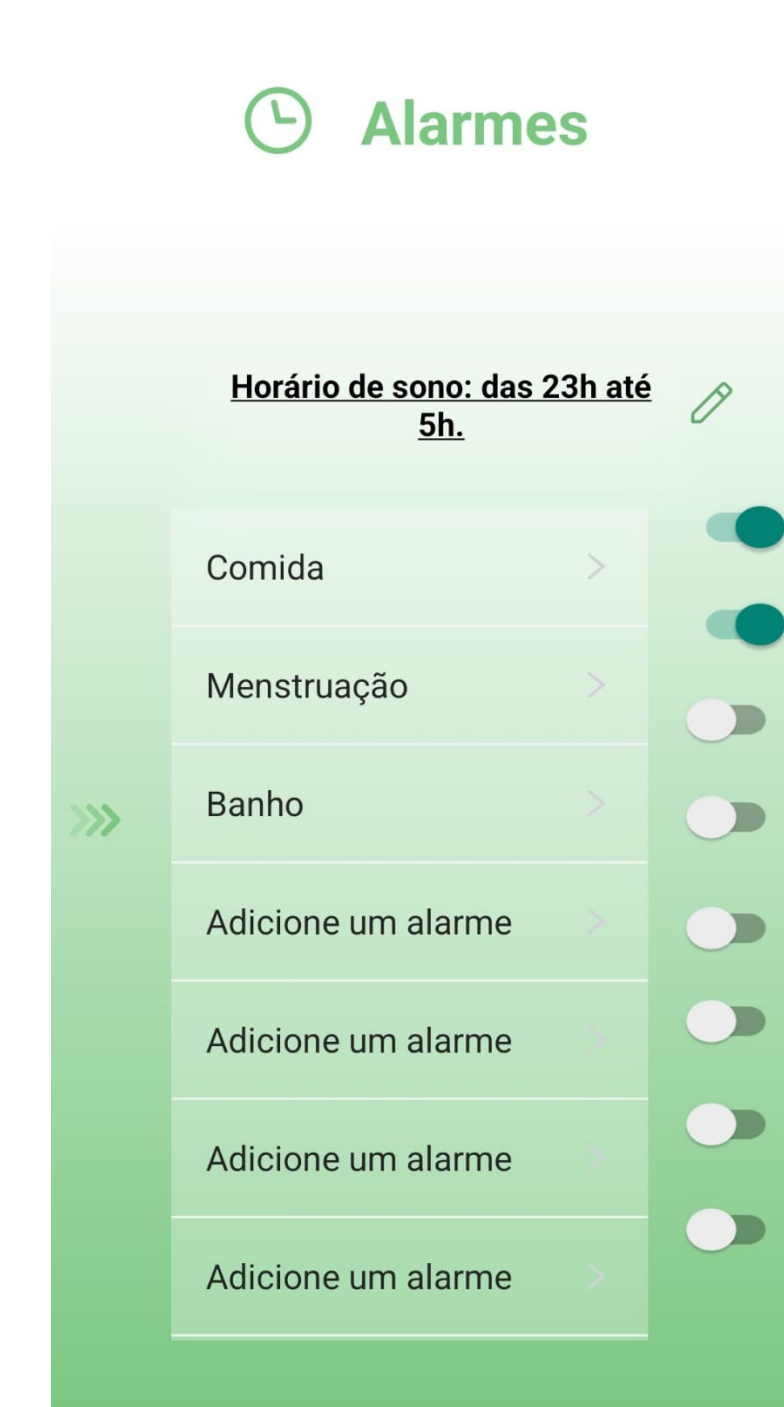 Alarmes
Horário de sono: das 23h até
5h.
Comida
Menstruação
Banho
Adicione um alarme
Adicione um alarme
Adicione um alarme
Adicione um alarme